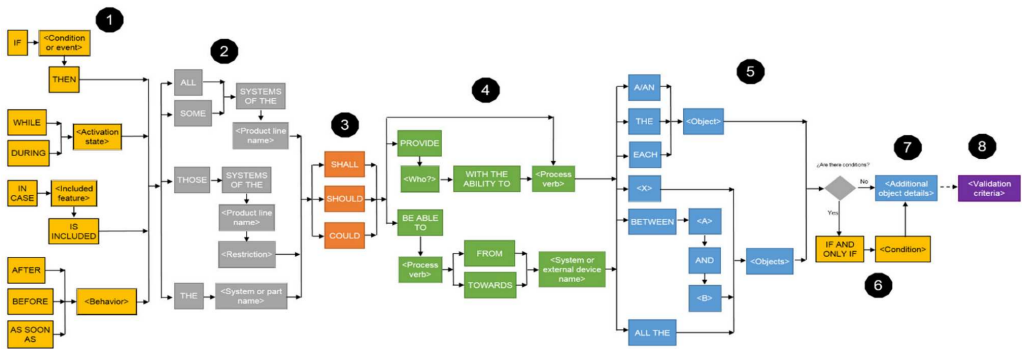 1
IF
<Condition
or event>
THEN
WHILE
DURING
<Activation
state>
IN
CASE
<Included
feature>
IS
INCLUDED
AFTER
BEFORE
AS SOON
AS
<Behavior>
2
ALL
SOME
SYSTEMS
OF THE
<Product line
name>
THOSE
SYSTEMS
OF THE
<Product line
name>
<Restriction>
THE
<System or part
name>
3
SHALL
SHOULD
COULD
4
PROVIDE
<Who?>
WITH THE
ABILITY TO
<Process
verb>
BE ABLE
TO
<Process
verb>
FROM
TOWARDS
<System or
external device
name>
5
A/AN
THE
EACH
<Object>
<X>
BETWEEN
<A>
AND
<B>
ALL THE
<Objects>
¿Are there conditions?
No
Yes
IF AND
ONLY IF
<Condition>
6
7
<Additional
object details>
8
<Validation
criteria>